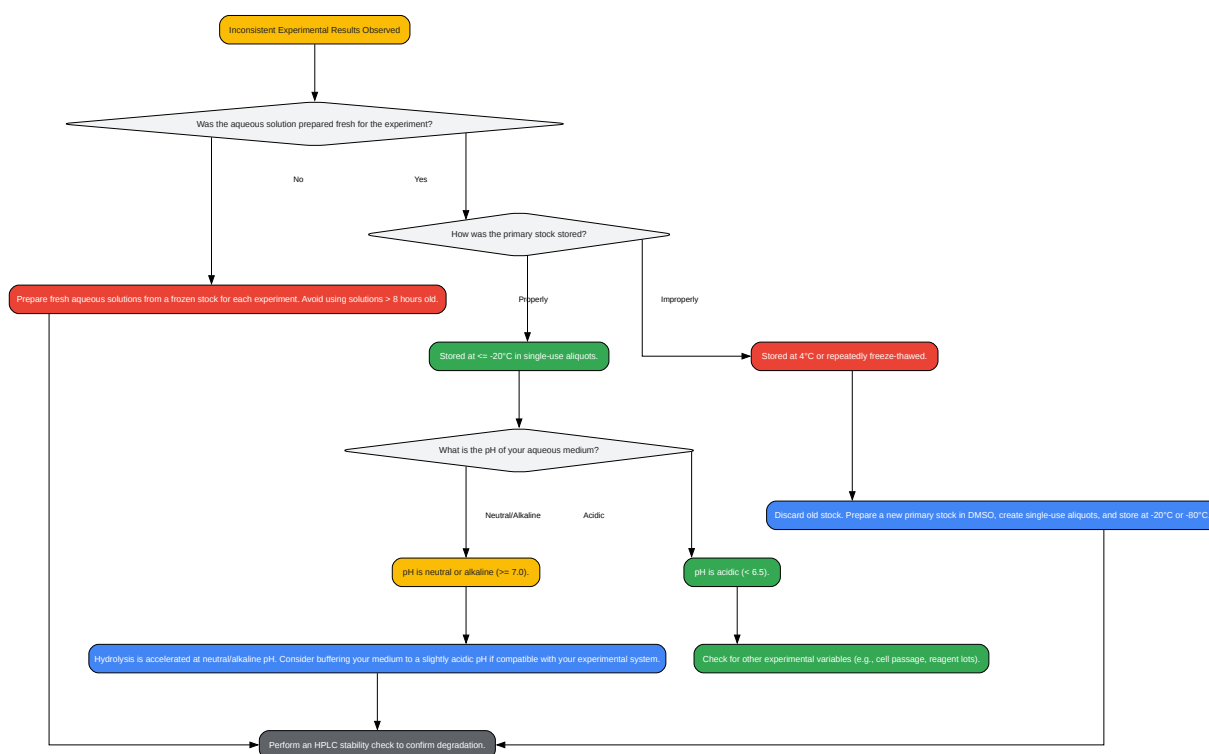 Inconsistent Experimental Results Observed
Was the aqueous solution prepared fresh for the experiment?
No
Yes
How was the primary stock stored?
Prepare fresh aqueous solutions from a frozen stock for each experiment. Avoid using solutions > 8 hours old.
Properly
Improperly
Stored at <= -20°C in single-use aliquots.
Stored at 4°C or repeatedly freeze-thawed.
What is the pH of your aqueous medium?
Neutral/Alkaline
Acidic
Discard old stock. Prepare a new primary stock in DMSO, create single-use aliquots, and store at -20°C or -80°C
pH is neutral or alkaline (>= 7.0).
pH is acidic (< 6.5).
Hydrolysis is accelerated at neutral/alkaline pH. Consider buffering your medium to a slightly acidic pH if compatible with your experimental system.
Check for other experimental variables (e.g., cell passage, reagent lots).
Perform an HPLC stability check to confirm degradation.